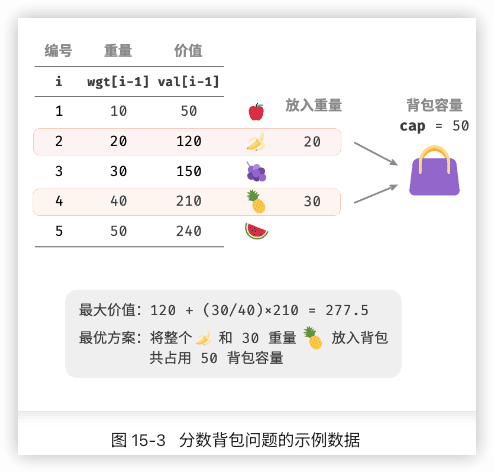 编号 重量 价值
i wgt[i-1] val[i-1] 放入重量 背包容量
1 10 50 cap = 50
2 20 120 20
3 30 150
4 40 210 30
5 50 240
最大价值：120 + (30/40)×210 = 277.5
最优方案：将整个 和 30 重量 放入背包
共占用 50 背包容量
图 15-3 分数背包问题的示例数据